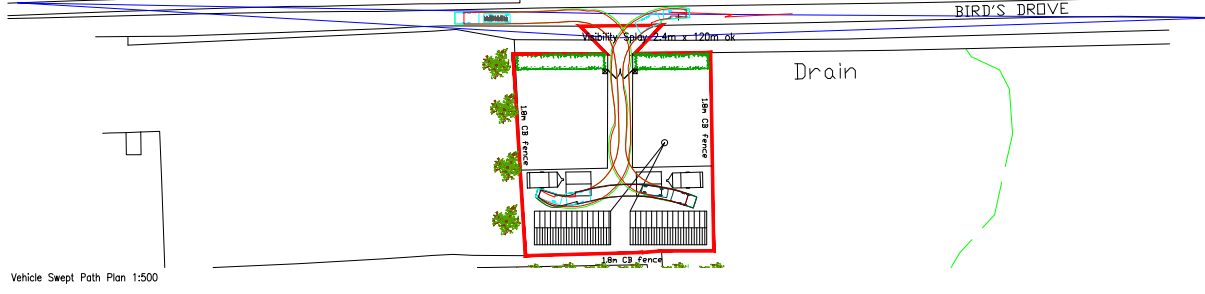 BIRD'S DROVE
Visibility Splay 2.4m x 120m ok
Drain
1.8m CB fence
1.8m CB fence
1.8m CB fence
Vehicle Swept Path Plan 1:500